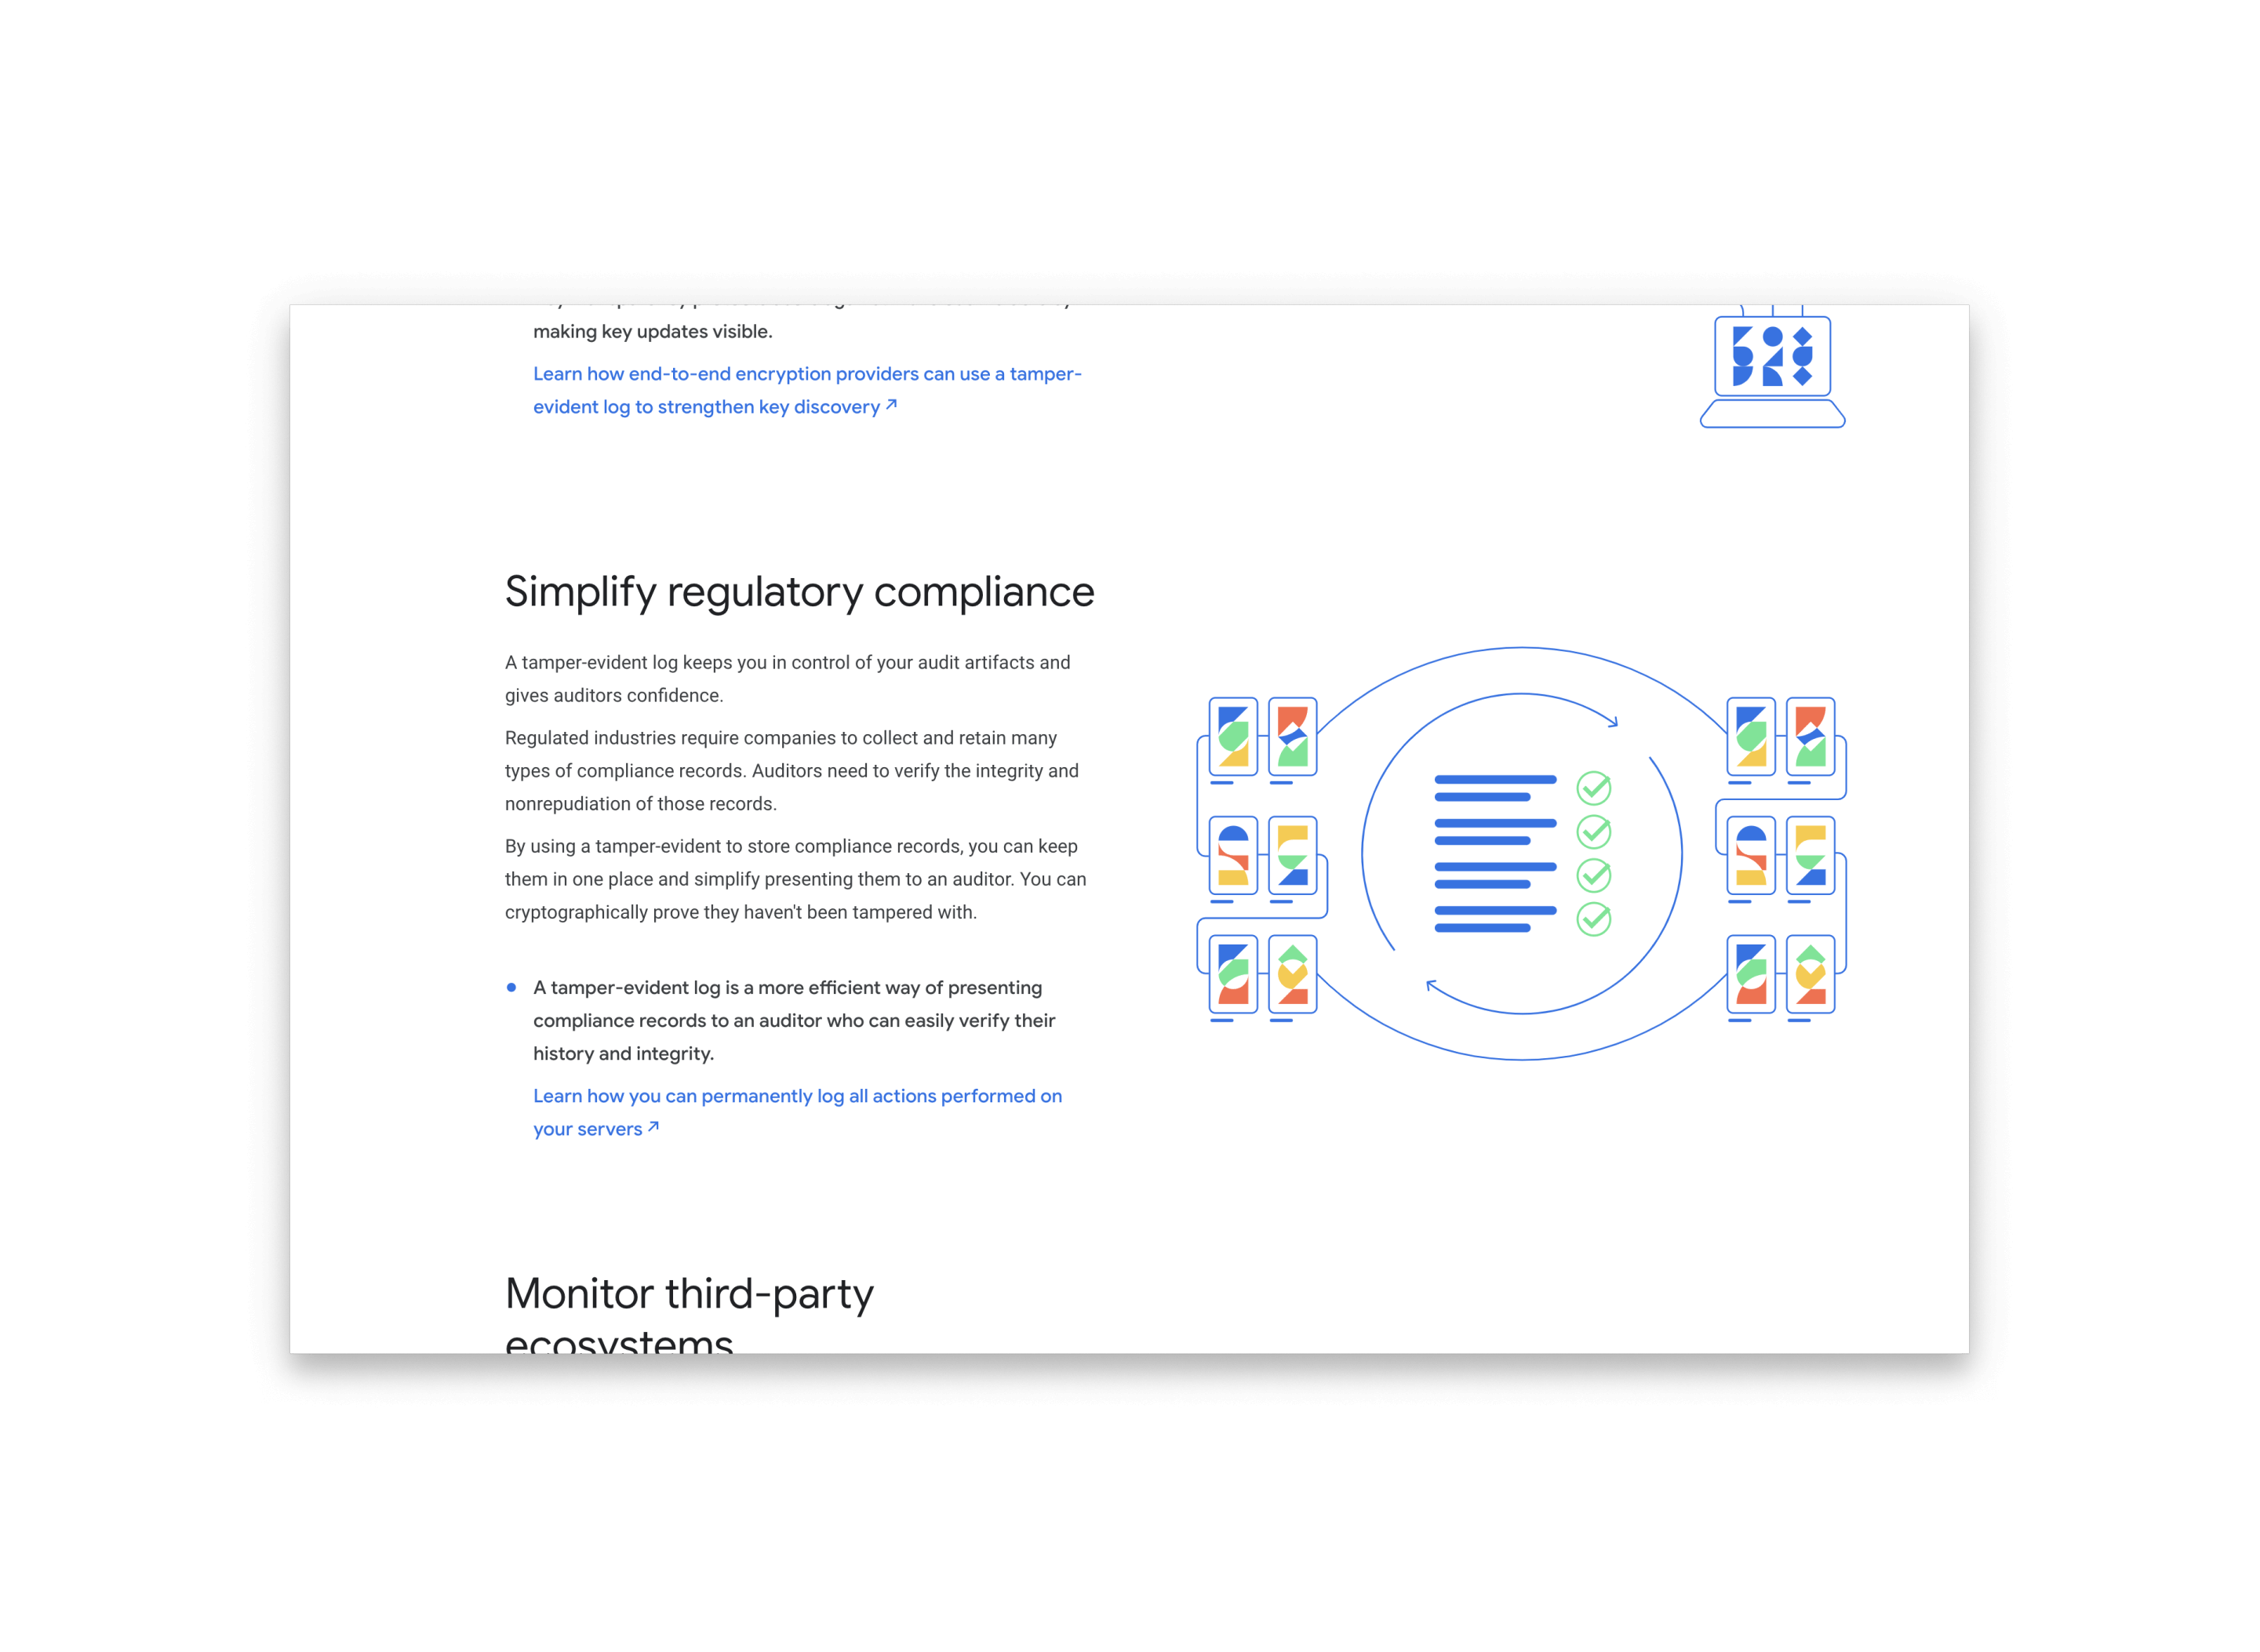 making key updates visible.
Learn how end-to-end encryption providers can use a tamper-
evident log to strengthen key discovery ↗
Simplify regulatory compliance
A tamper-evident log keeps you in control of your audit artifacts and
gives auditors confidence.
Regulated industries require companies to collect and retain many
types of compliance records. Auditors need to verify the integrity and
nonrepudiation of those records.
By using a tamper-evident to store compliance records, you can keep
them in one place and simplify presenting them to an auditor. You can
cryptographically prove they haven't been tampered with.
• A tamper-evident log is a more efficient way of presenting
compliance records to an auditor who can easily verify their
history and integrity.
Learn how you can permanently log all actions performed on
your servers ↗
Monitor third-party
ecosystems